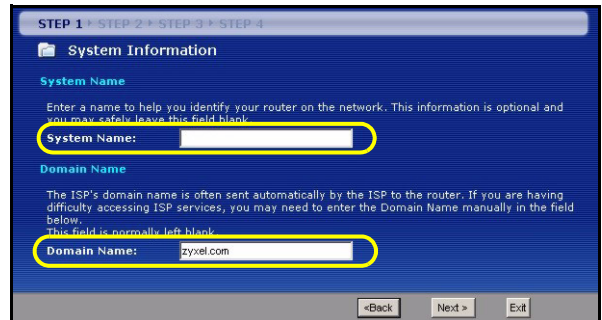 STEP 1 ▸ STEP 2 ▸ STEP 3 ▸ STEP 4
System Information
System Name
Enter a name to help you identify your router on the network. This information is optional and
you may safely leave this field blank.
System Name:
Domain Name
The ISP's domain name is often sent automatically by the ISP to the router. If you are having
difficulty accessing ISP services, you may need to enter the Domain Name manually in the field
below.
This field is normally left blank.
Domain Name: zyxel.com
<Back Next > Exit